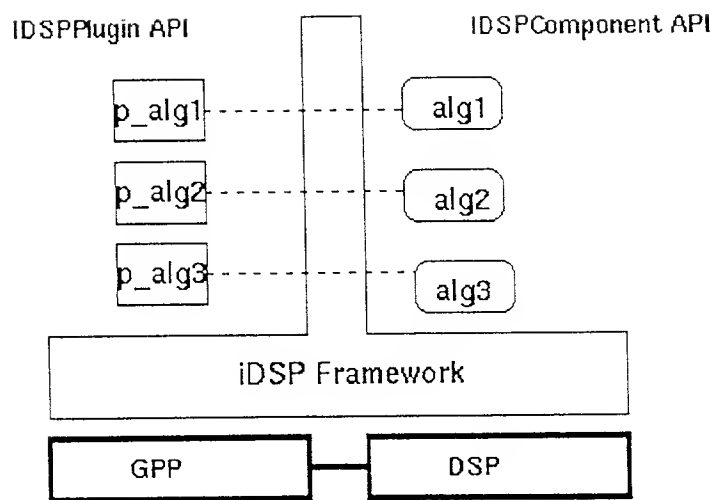 IDSPPlugin API
IDSPComponent API
p_alg1
alg1
p_alg2
alg2
p_alg3
alg3
iDSP Framework
GPP
DSP